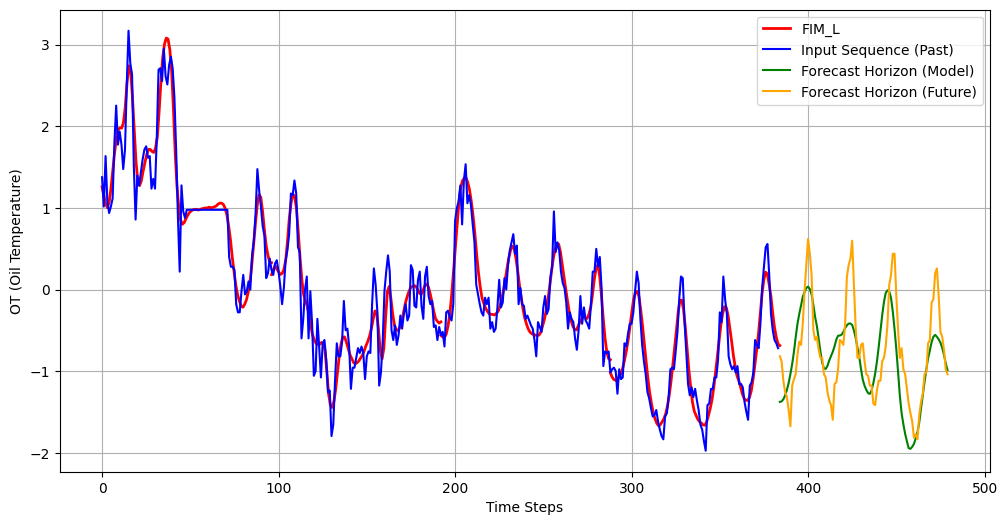 FIM_L
Input Sequence (Past)
Forecast Horizon (Model)
Forecast Horizon (Future)
OT (Oil Temperature)
3
2
1
0
−1
−2
0 100 200 300 400 500
Time Steps